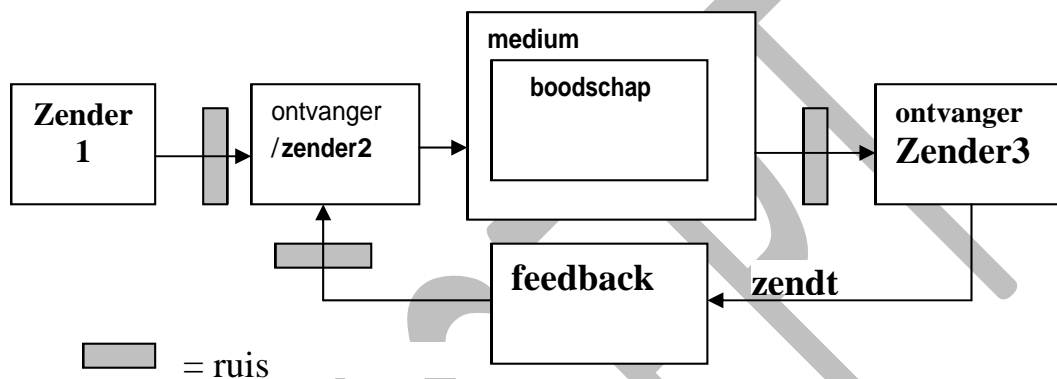 medium
boodschap
Zender
1
ontvanger
/zender2
ontvanger
Zender3
feedback
zendt
= ruis